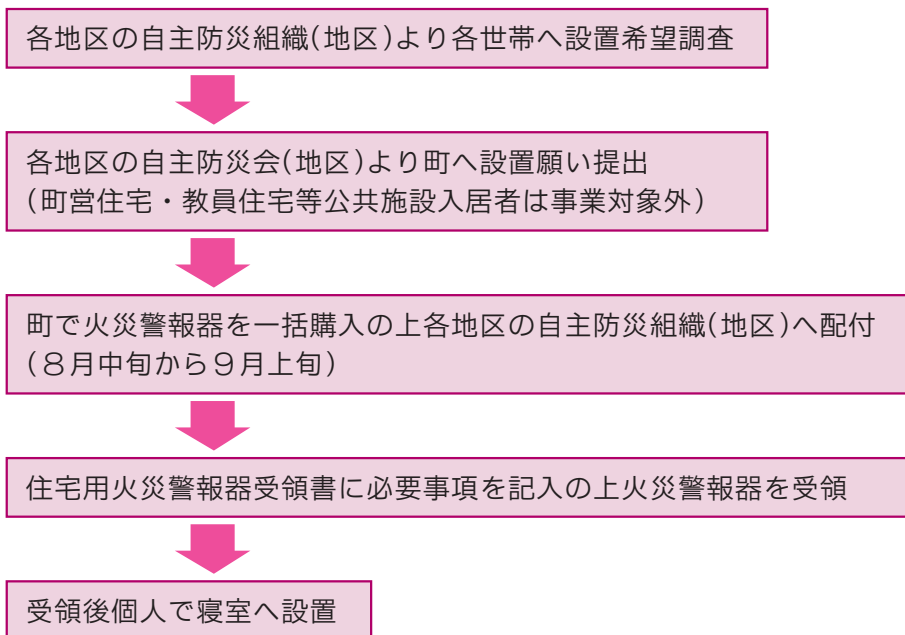 各地区の自主防災組織(地区)より各世帯へ設置希望調査
各地区の自主防災会(地区)より町へ設置願い提出
(町営住宅・教員住宅等公共施設入居者は事業対象外)
町で火災警報器を一括購入の上各地区の自主防災組織(地区)へ配付
(８月中旬から９月上旬)
住宅用火災警報器受領書に必要事項を記入の上火災警報器を受領
受領後個人で寝室へ設置